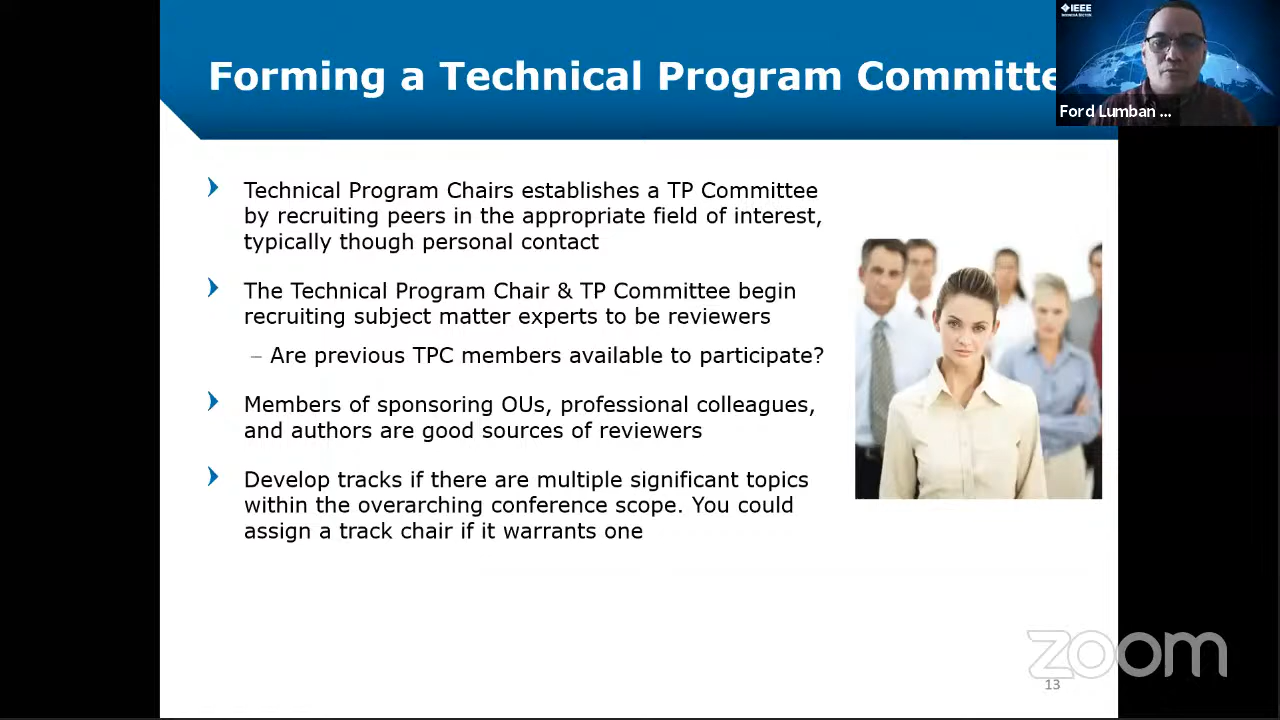 Forming a Technical Program Committe
IEEE
Ford Lumban ...
Technical Program Chairs establishes a TP Committee
by recruiting peers in the appropriate field of interest,
typically though personal contact
The Technical Program Chair & TP Committee begin
recruiting subject matter experts to be reviewers
– Are previous TPC members available to participate?
Members of sponsoring OUs, professional colleagues,
and authors are good sources of reviewers
Develop tracks if there are multiple significant topics
within the overarching conference scope. You could
assign a track chair if it warrants one
zoom
13